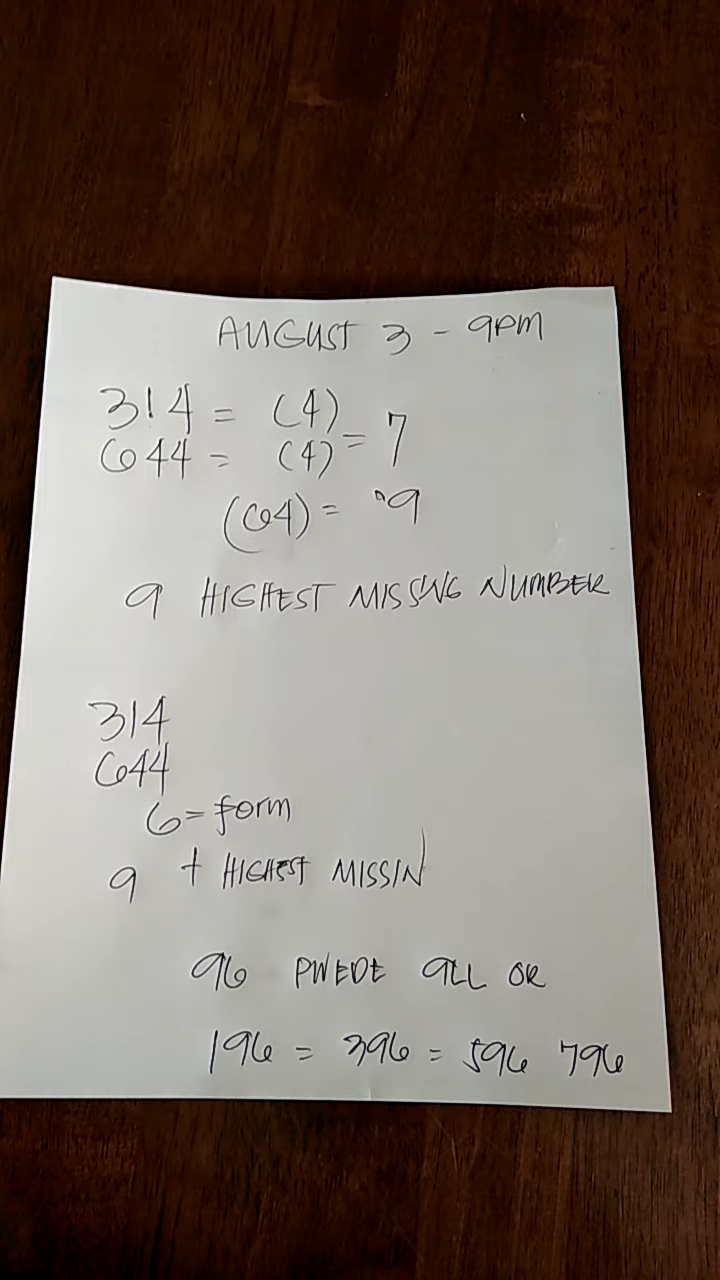 AUGUST 3 - 9PM
314 = (4)
644 = (4) = 7
(64) = 9
9 HIGHEST MISSING NUMBER
314
644
6 = form
9 + HIGHEST MISSIN
96 PWEDE ALL OR
196 = 396 = 596 796